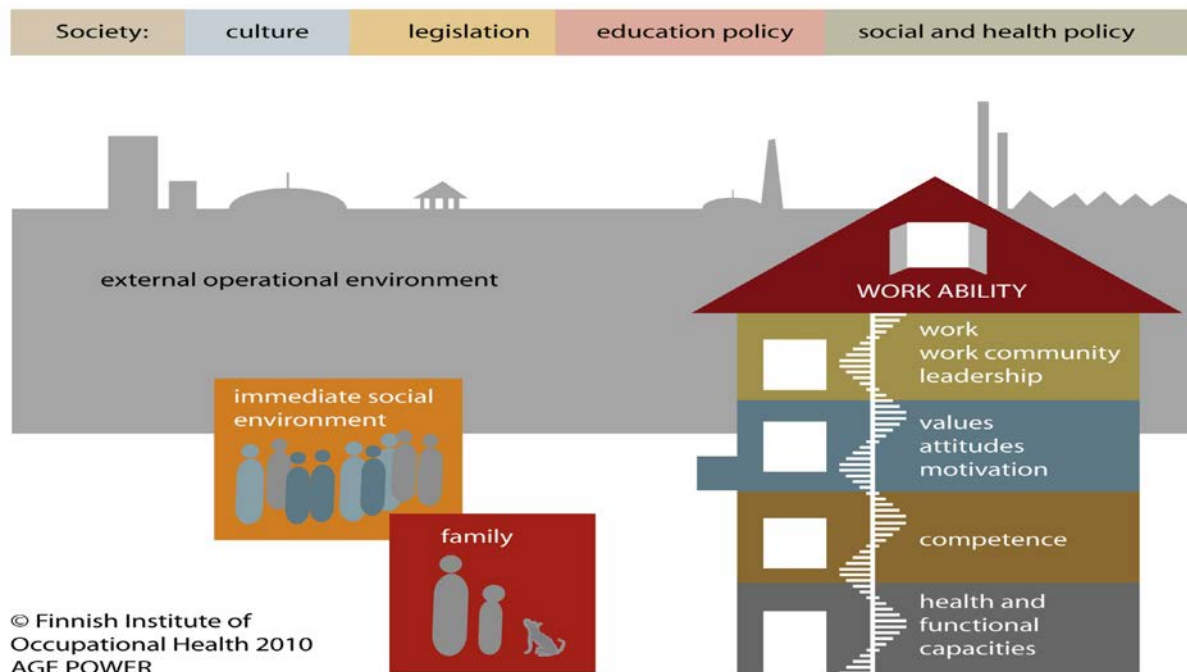 Society: culture legislation education policy social and health policy
external operational environment
WORK ABILITY
work
work community
leadership
immediate social
environment
values
attitudes
motivation
family
competence
health and
functional
capacities
© Finnish Institute of
Occupational Health 2010
AGE POWER